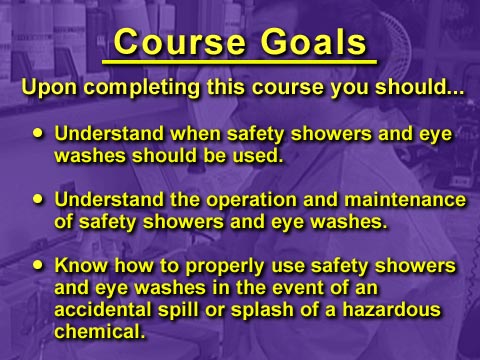 Course Goals
Upon completing this course you should...
• Understand when safety showers and eye
washes should be used.
• Understand the operation and maintenance
of safety showers and eye washes.
• Know how to properly use safety showers
and eye washes in the event of an
accidental spill or splash of a hazardous
chemical.